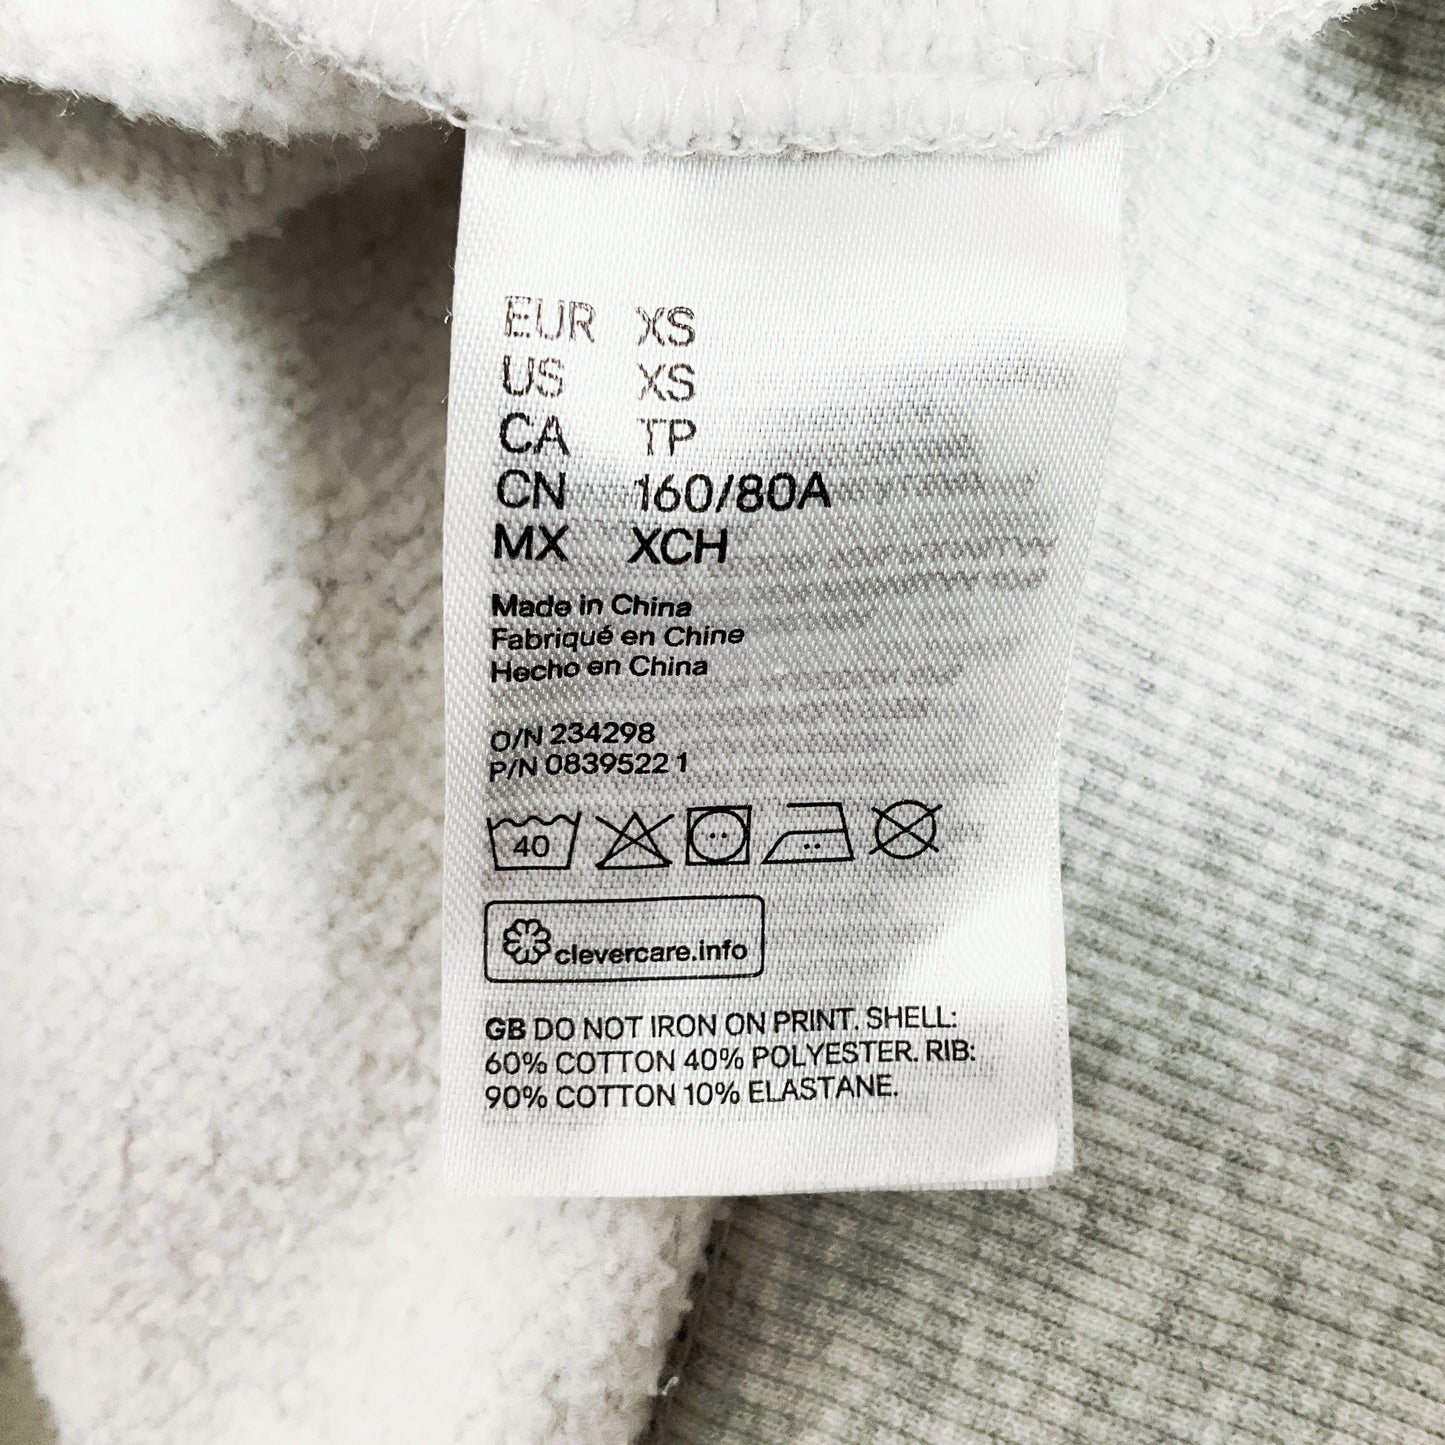 EUR XS
US XS
CA TP
CN 160/80A
MX XCH
Made in China
Fabriqué en Chine
Hecho en China
O/N 234298
P/N 0839522 1
40
clevercare.info
GB DO NOT IRON ON PRINT. SHELL:
60% COTTON 40% POLYESTER. RIB:
90% COTTON 10% ELASTANE.